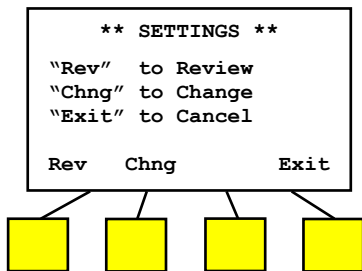 ** SETTINGS **
“Rev” to Review
“Chng” to Change
“Exit” to Cancel
Rev Chng Exit